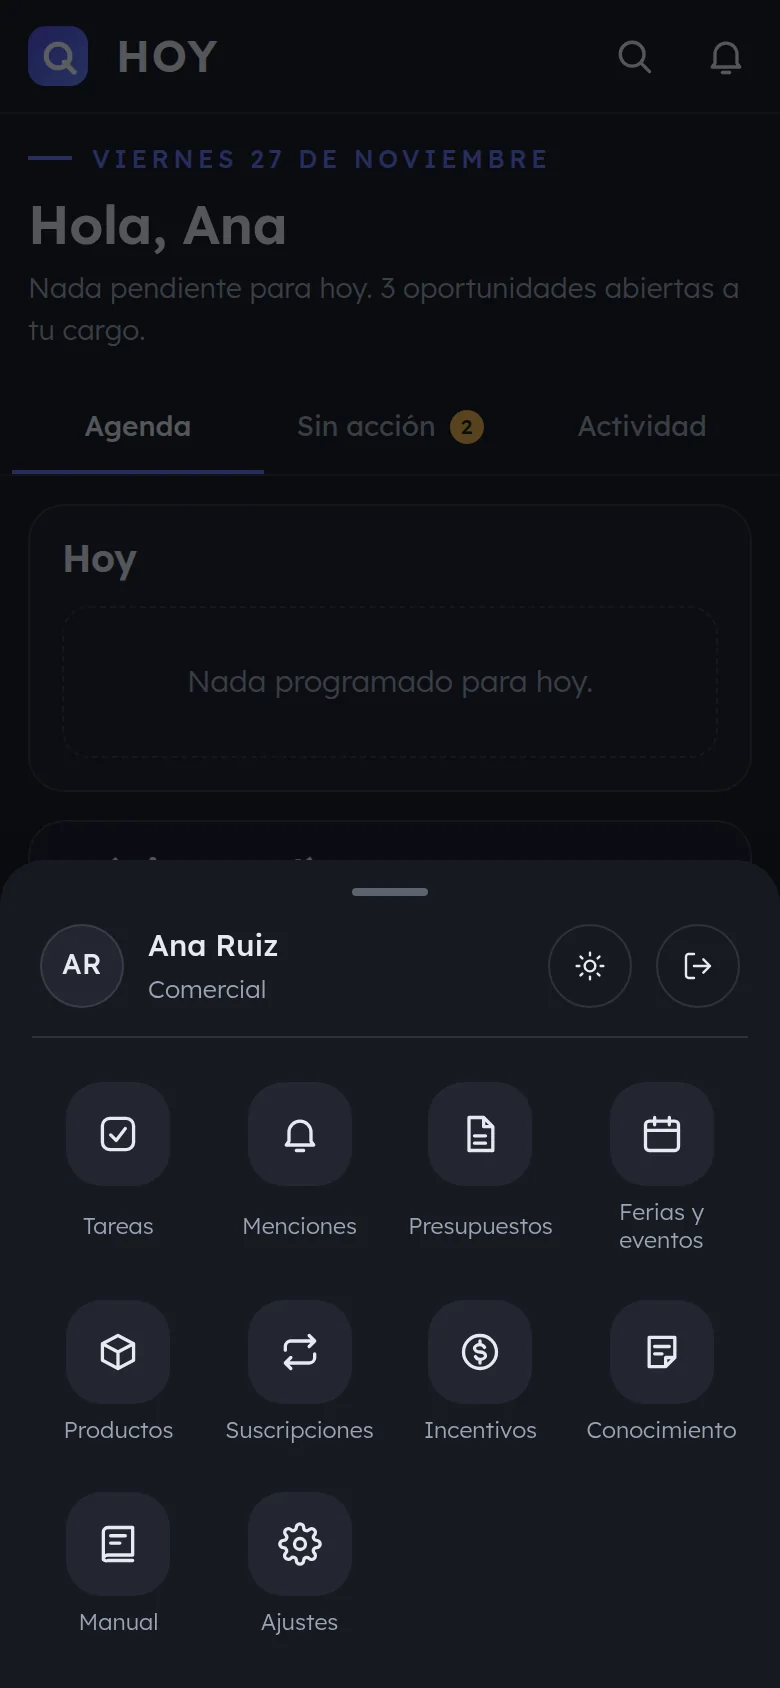 HOY
VIERNES 27 DE NOVIEMBRE
Hola, Ana
Nada pendiente para hoy. 3 oportunidades abiertas a
tu cargo.
Agenda
Sin acción 2
Actividad
Hoy
Nada programado para hoy.
AR
Ana Ruiz
Comercial
Tareas
Menciones
Presupuestos
Ferias y
eventos
Productos
Suscripciones
Incentivos
Conocimiento
Manual
Ajustes